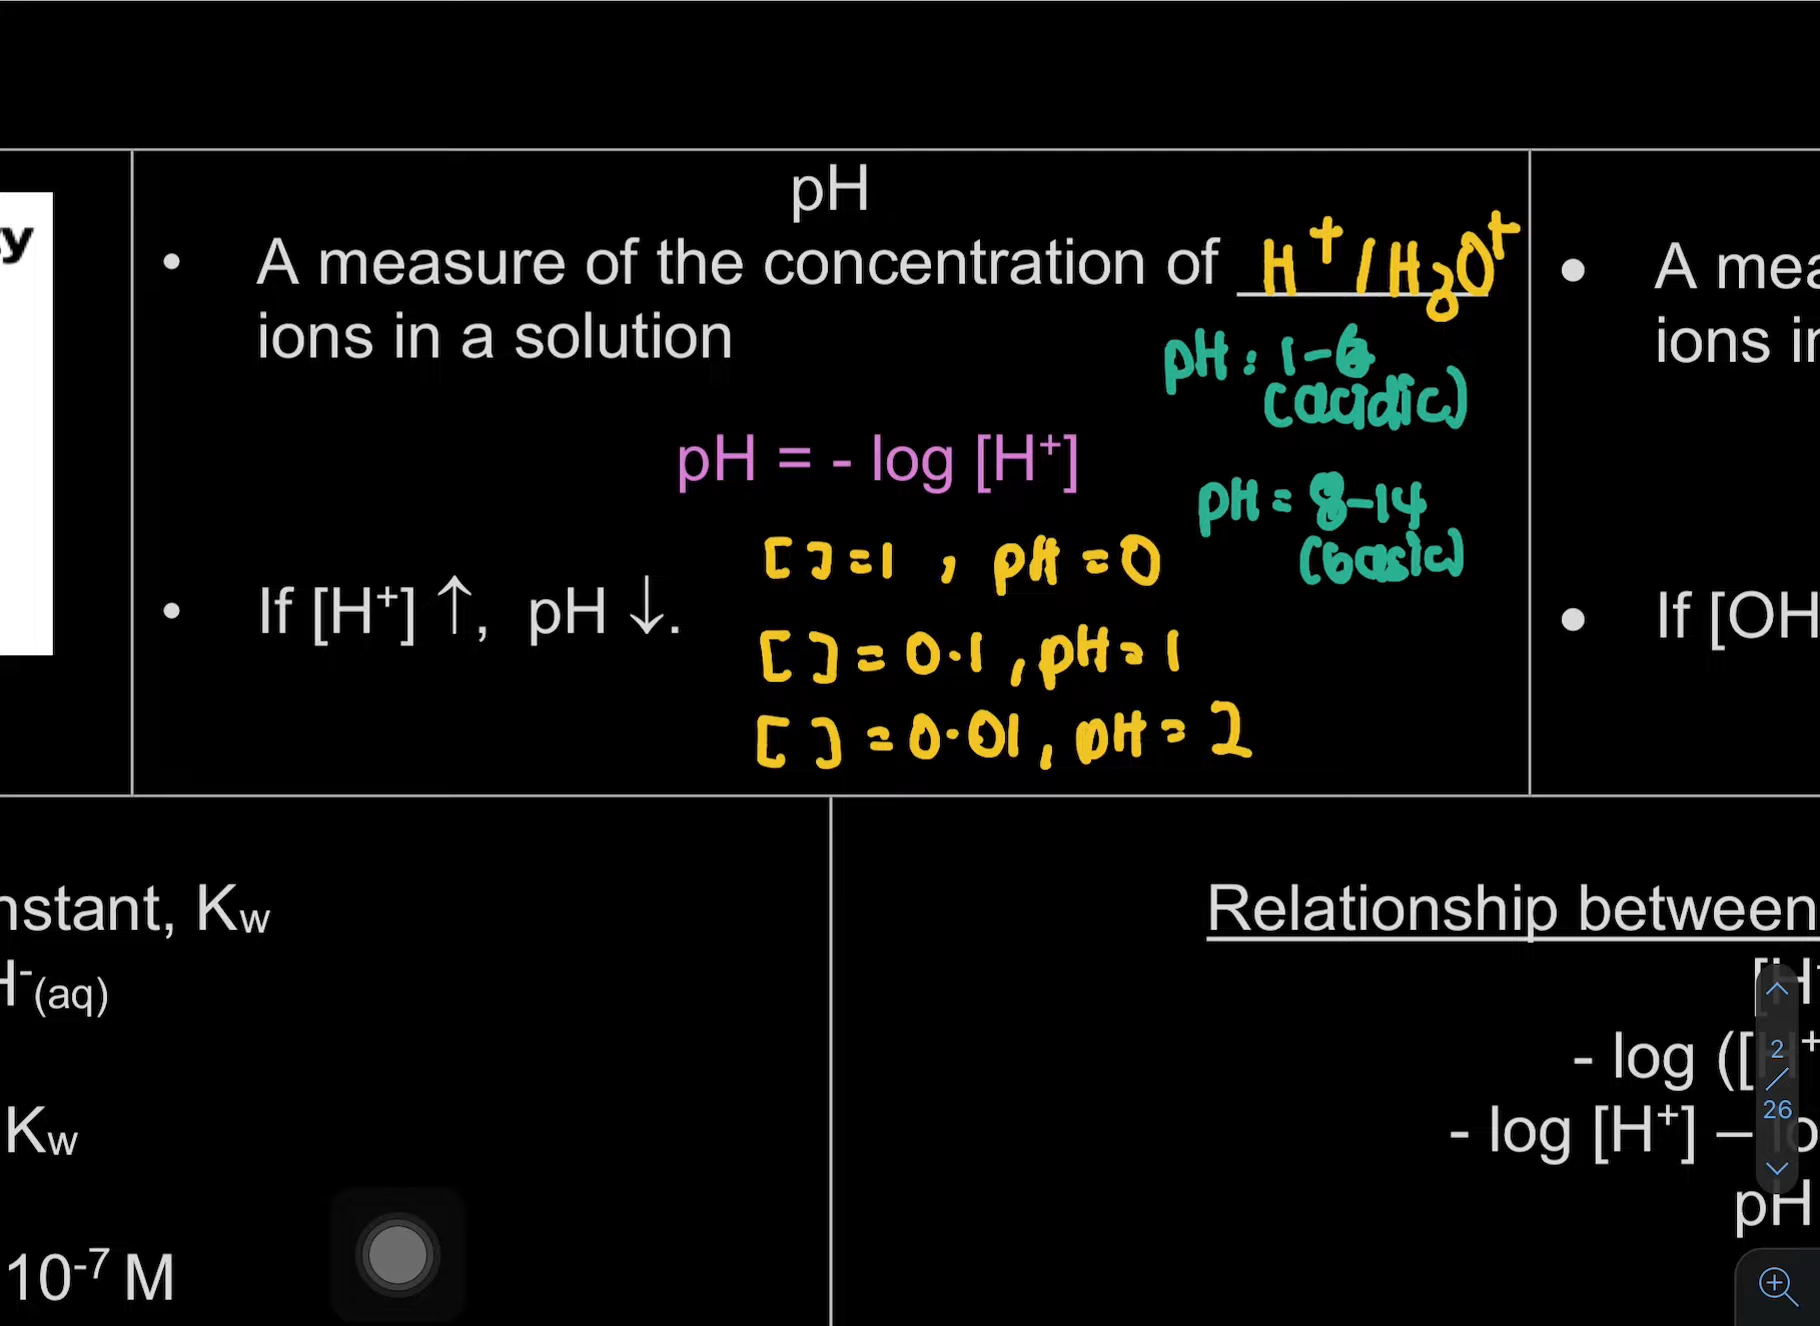 y
pH
• A measure of the concentration of H⁺/H₃O⁺
ions in a solution
pH: 1-6
(acidic)
pH = - log [H⁺]
pH = 8-14
(basic)
[ ] = 1 , pH = 0
• If [H⁺] ↑, pH ↓.
[ ] = 0.1 , pH = 1
[ ] = 0.01 , pH = 2
• A mea
ions in
• If [OH
nstant, Kw
H⁻(aq)
Kw
10⁻⁷ M
Relationship between
[H⁺
- log ([H⁺
- log [H⁺] – lo
pH
2
/
26